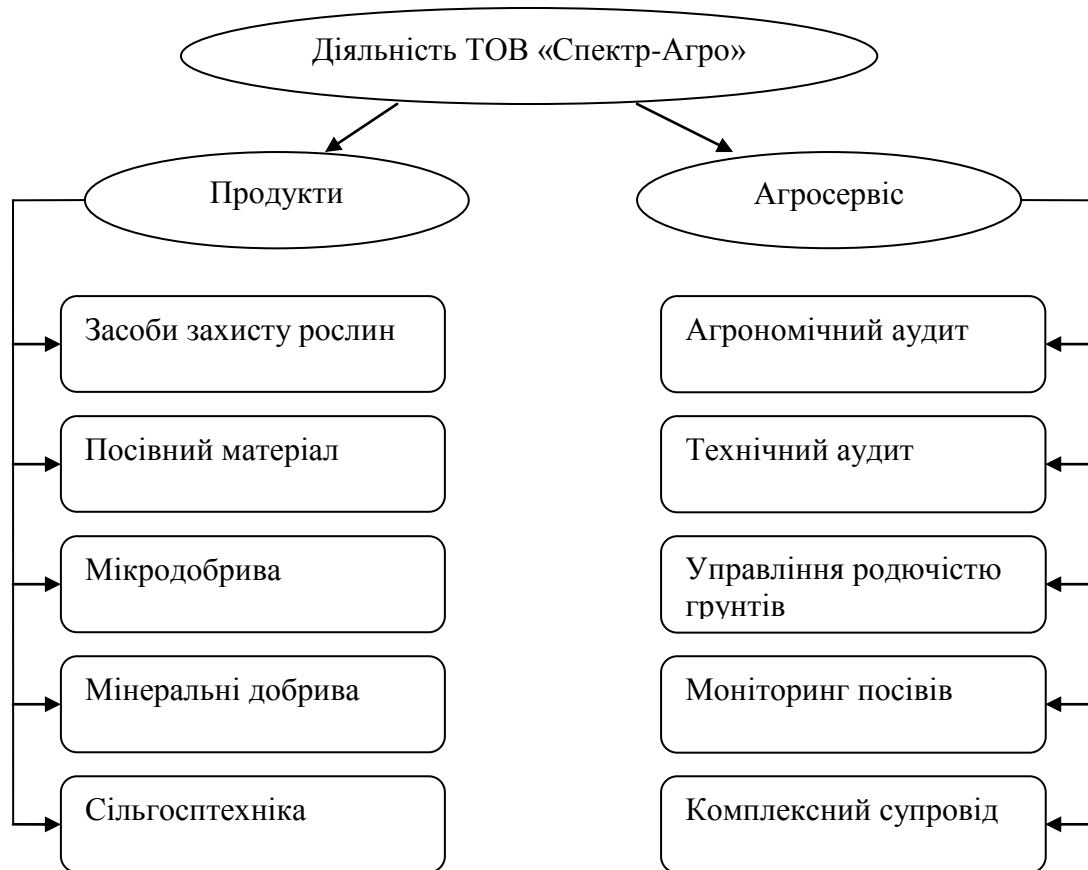 Діяльність ТОВ «Спектр-Агро»
Продукти
Агросервіс
Засоби захисту рослин
Посівний матеріал
Мікродобрива
Мінеральні добрива
Сільгосптехніка
Агрономічний аудит
Технічний аудит
Управління родючістю
грунтів
Моніторинг посівів
Комплексний супровід